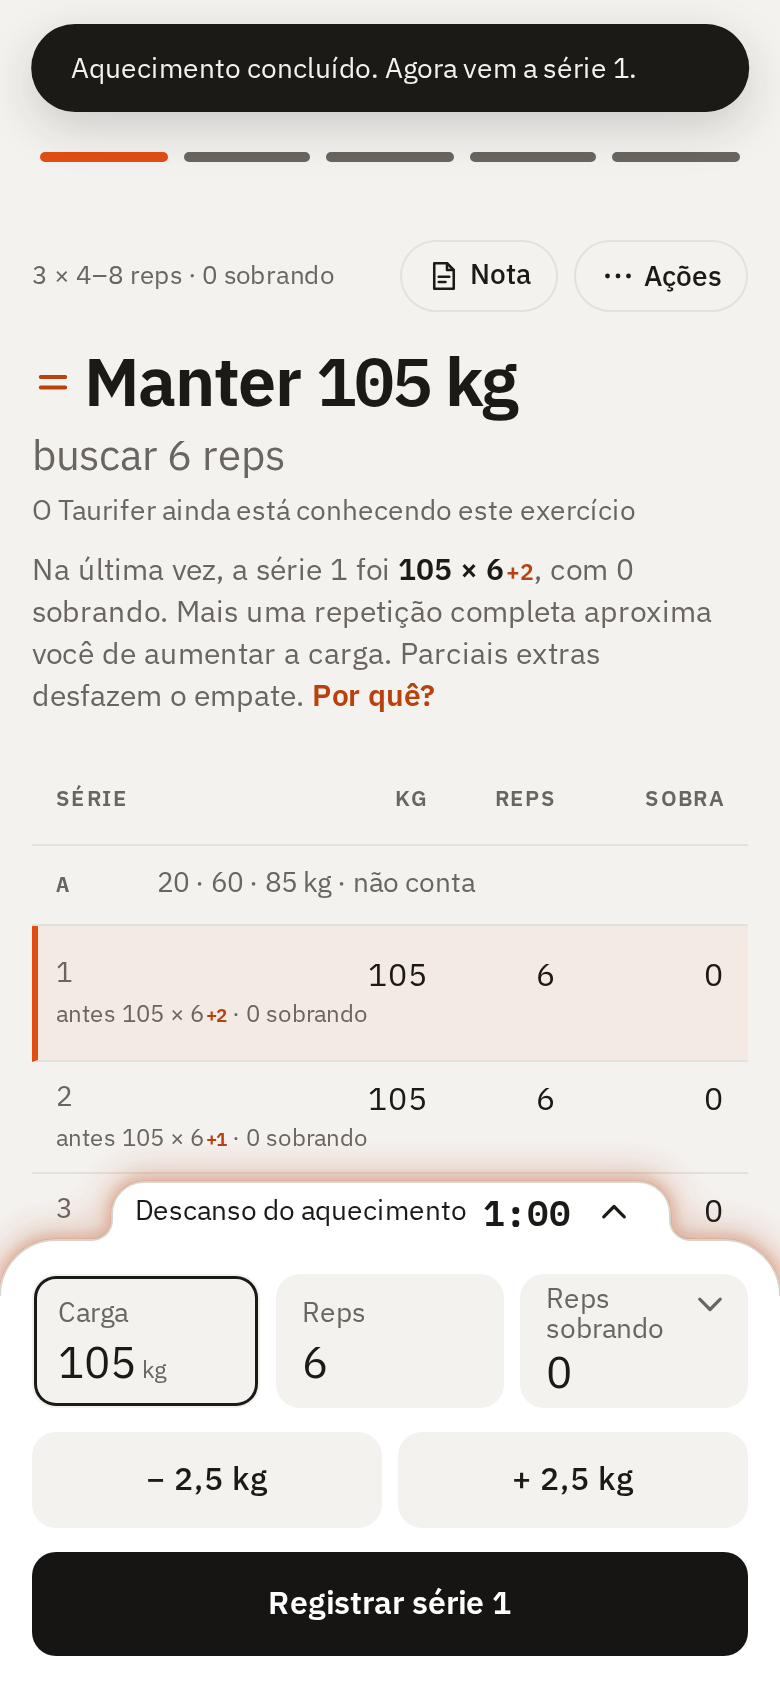 Aquecimento concluído. Agora vem a série 1.
3 × 4–8 reps · 0 sobrando
Nota
··· Ações
= Manter 105 kg
buscar 6 reps
O Taurifer ainda está conhecendo este exercício
Na última vez, a série 1 foi 105 × 6+2, com 0
sobrando. Mais uma repetição completa aproxima
você de aumentar a carga. Parciais extras
desfazem o empate. Por quê?
SÉRIE KG REPS SOBRA
A 20 · 60 · 85 kg · não conta
1 105 6 0
antes 105 × 6+2 · 0 sobrando
2 105 6 0
antes 105 × 6+1 · 0 sobrando
3 0
Descanso do aquecimento 1:00
Carga
105 kg
Reps
6
Reps
sobrando
0
− 2,5 kg
+ 2,5 kg
Registrar série 1